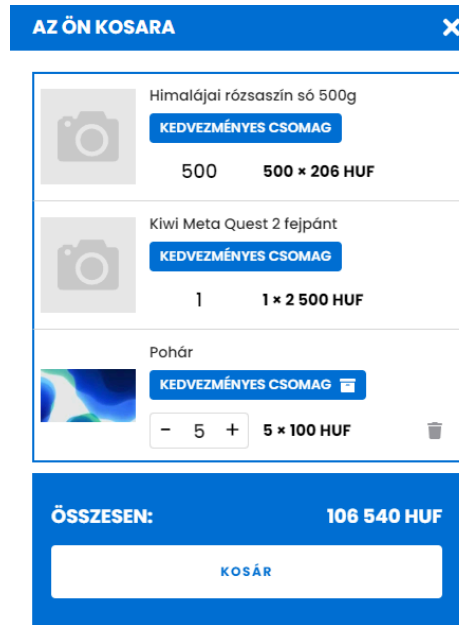 AZ ÖN KOSARA
Himalájai rózsaszín só 500g
KEDVEZMÉNYES CSOMAG
500 500 × 206 HUF
Kiwi Meta Quest 2 fejpánt
KEDVEZMÉNYES CSOMAG
1 1 × 2 500 HUF
Pohár
KEDVEZMÉNYES CSOMAG
- 5 + 5 × 100 HUF
ÖSSZESEN: 106 540 HUF
KOSÁR